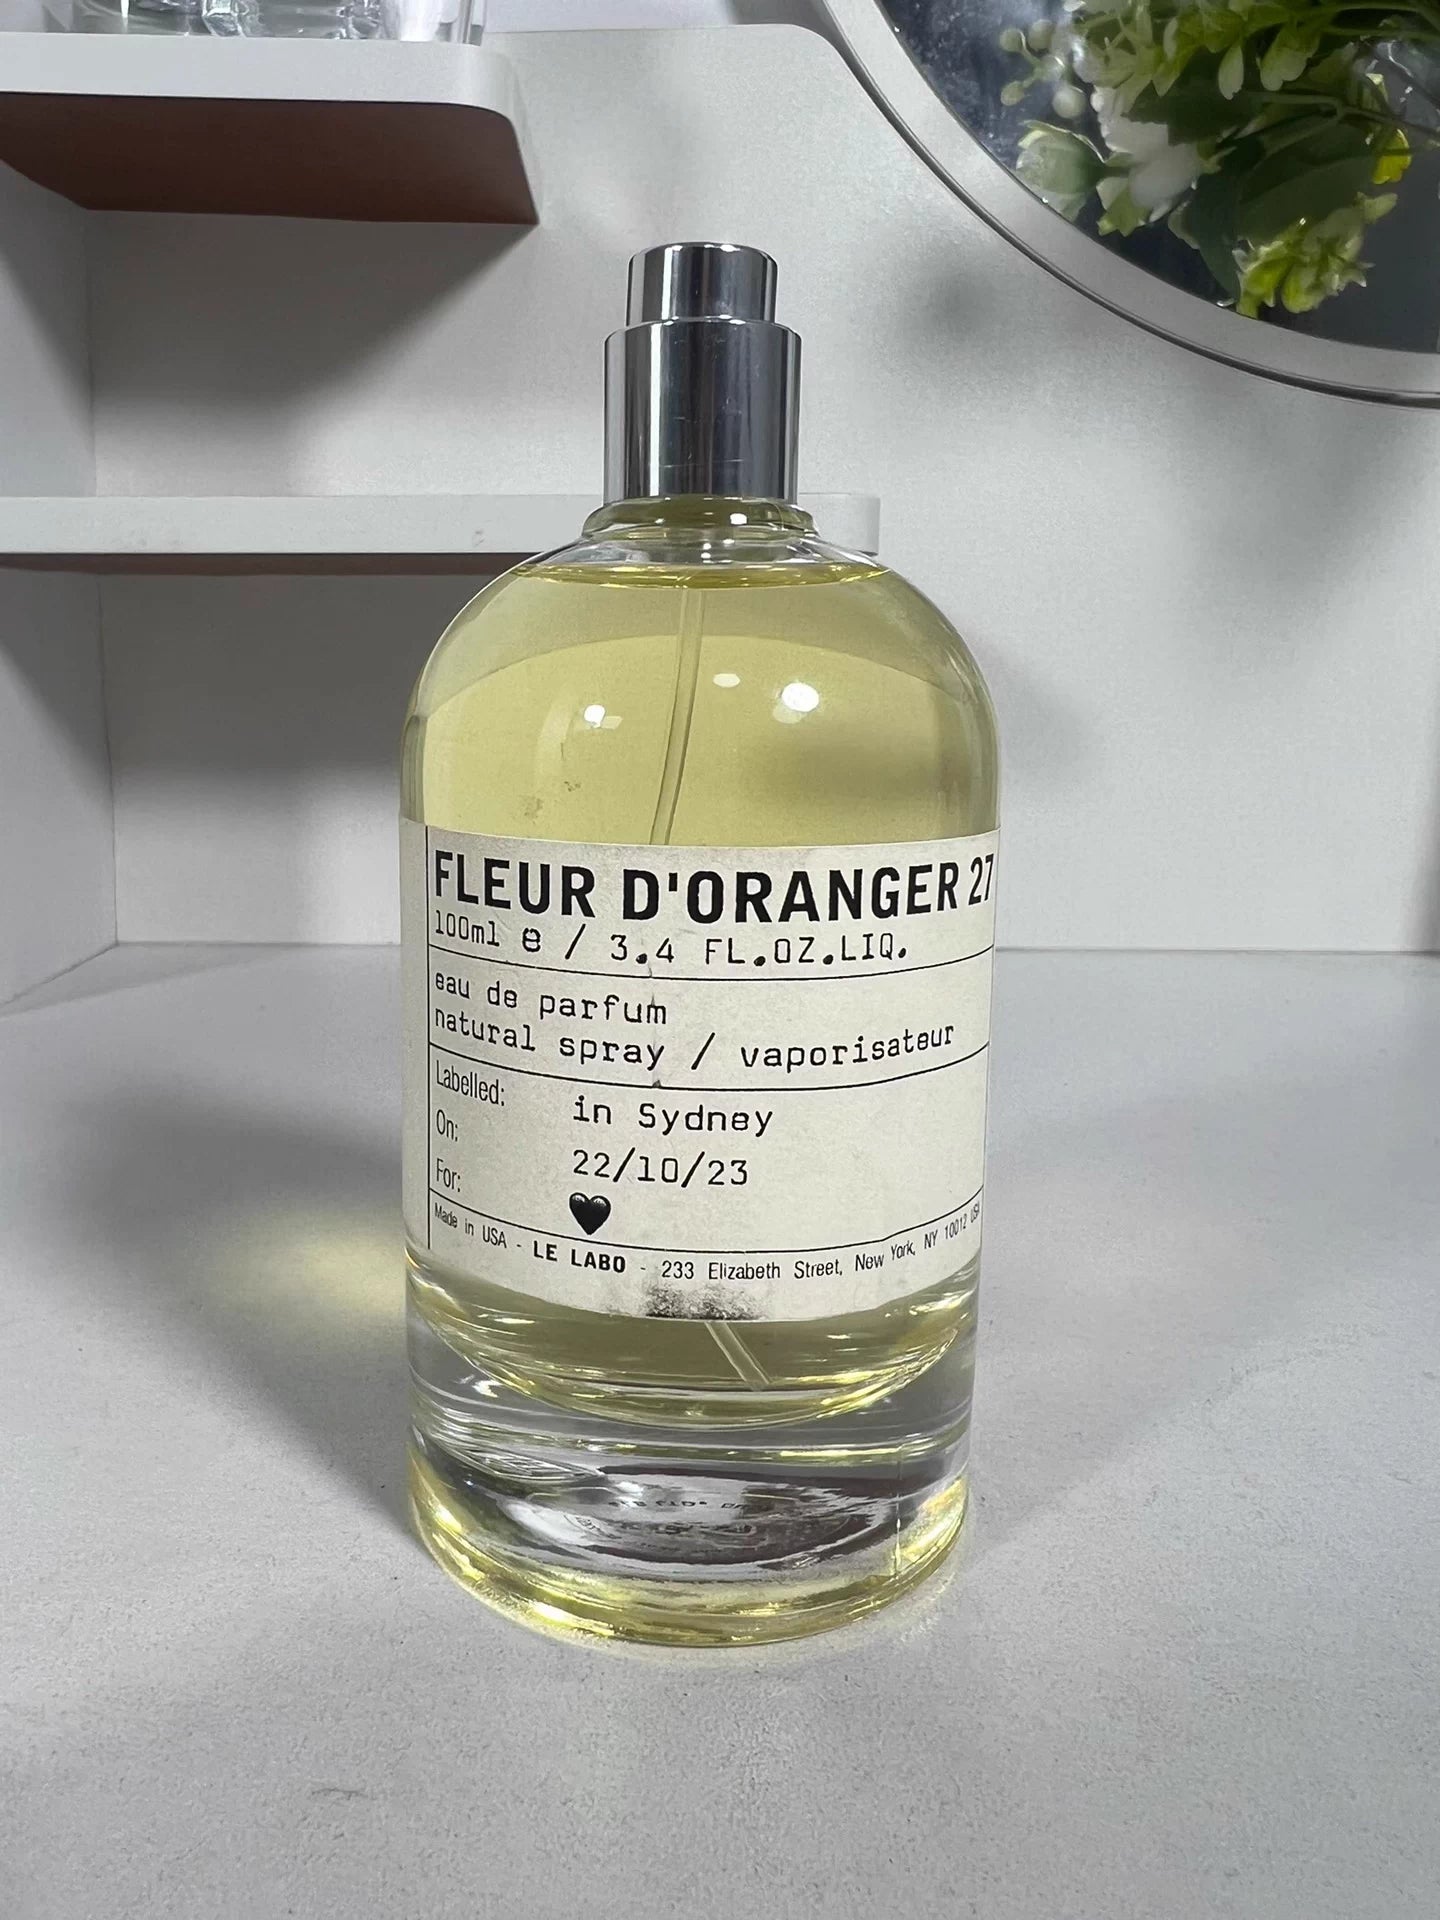 FLEUR D'ORANGER 27
100ml e / 3.4 FL.OZ.LIQ.
eau de parfum
natural spray / vaporisateur
Labelled: in Sydney
On: 22/10/23
For: 🖤
Made in USA - LE LABO - 233 Elizabeth Street, New York, NY 10012 USA